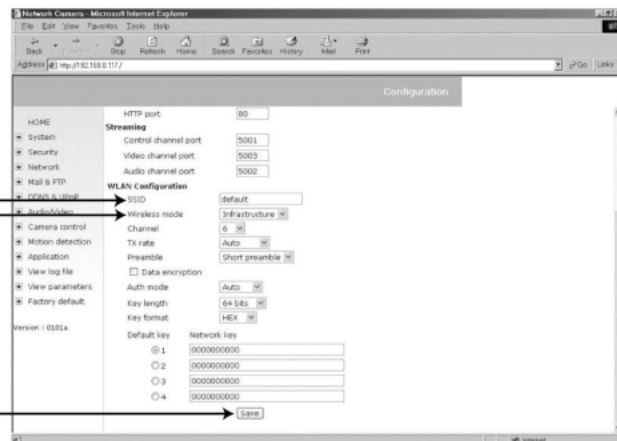 Network Camera - Microsoft Internet Explorer
File Edit View Favorites Tools Help
Back Stop Refresh Home Search Favorites History Mail Print
Address http://192.168.0.117/ Go Links
Configuration
HOME
System
Security
Network
Mail & FTP
DDNS & UPnP
Audio/Video
Camera control
Motion detection
Application
View log file
View parameters
Factory default
Version : 0101a
HTTP port 80
Streaming
Control channel port 5001
Video channel port 5003
Audio channel port 5002
WLAN Configuration
SSID default
Wireless mode Infrastructure
Channel 6
TX rate Auto
Preamble Short preamble
Data encryption
Auth mode Auto
Key length 64 bits
Key format HEX
Default key Network key
1 0000000000
2 0000000000
3 0000000000
4 0000000000
Save
Internet